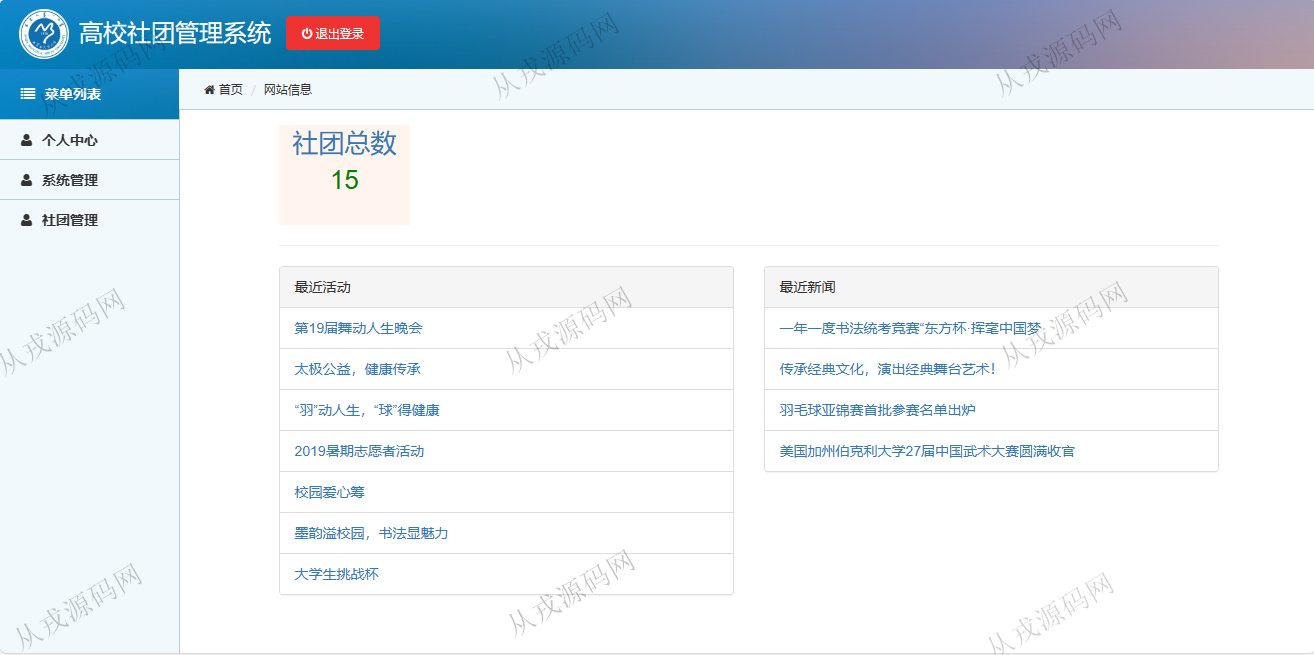 高校社团管理系统
退出登录
菜单列表
首页 / 网站信息
个人中心
系统管理
社团管理
社团总数
15
最近活动
第19届舞动人生晚会
太极公益，健康传承
“羽”动人生，“球”得健康
2019暑期志愿者活动
校园爱心筹
墨韵溢校园，书法显魅力
大学生挑战杯
最近新闻
一年一度书法统考竞赛“东方杯·挥毫中国梦
传承经典文化，演出经典舞台艺术！
羽毛球亚锦赛首批参赛名单出炉
美国加州伯克利大学27届中国武术大赛圆满收官
从戎源码网
从戎源码网
从戎源码网
从戎源码网
从戎源码网
从戎源码网
从戎源码网
从戎源码网
从戎源码网